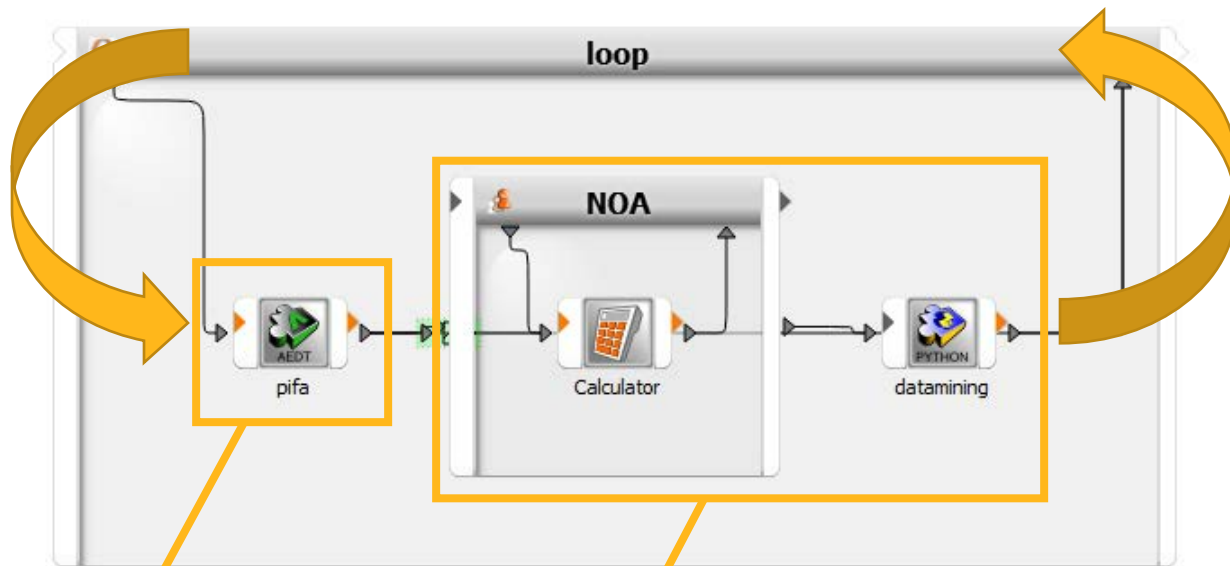 loop
NOA
AEDT
pifa
Calculator
PYTHON
datamining